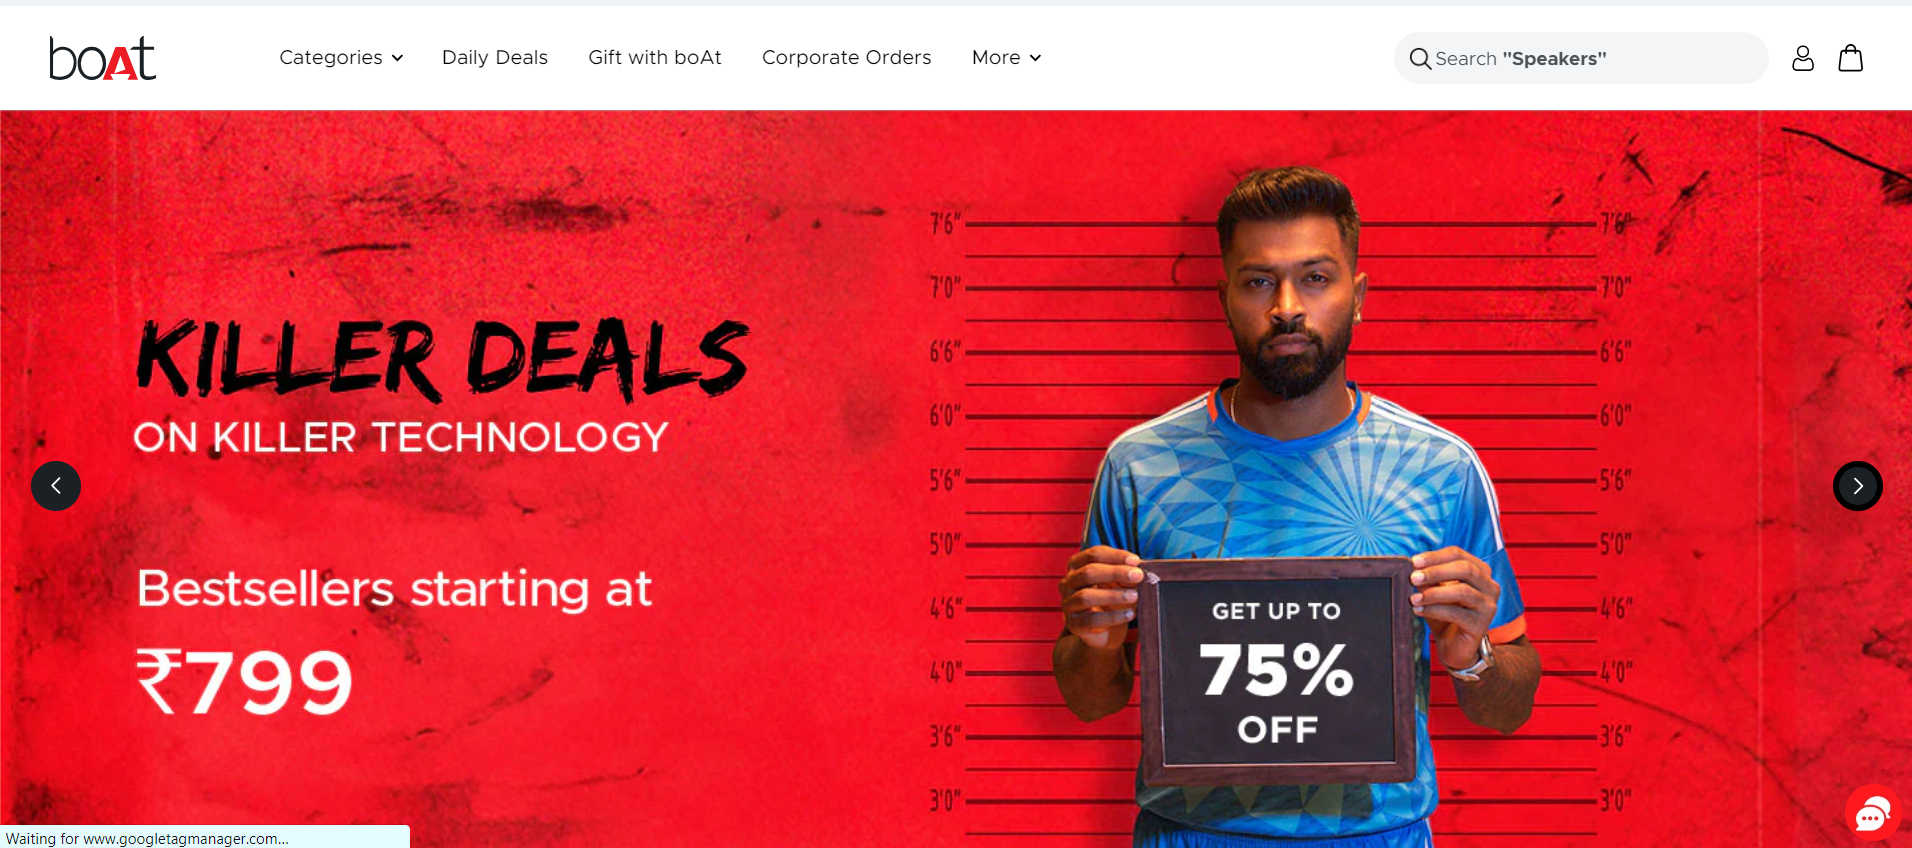 boAt
Categories
Daily Deals
Gift with boAt
Corporate Orders
More
Search "Speakers"
KILLER DEALS
ON KILLER TECHNOLOGY
Bestsellers starting at
₹799
7'6" 7'6"
7'0" 7'0"
6'6" 6'6"
6'0" 6'0"
5'6" 5'6"
5'0" 5'0"
4'6" 4'6"
4'0" 4'0"
3'6" 3'6"
3'0" 3'0"
GET UP TO
75%
OFF
Waiting for www.googletagmanager.com...